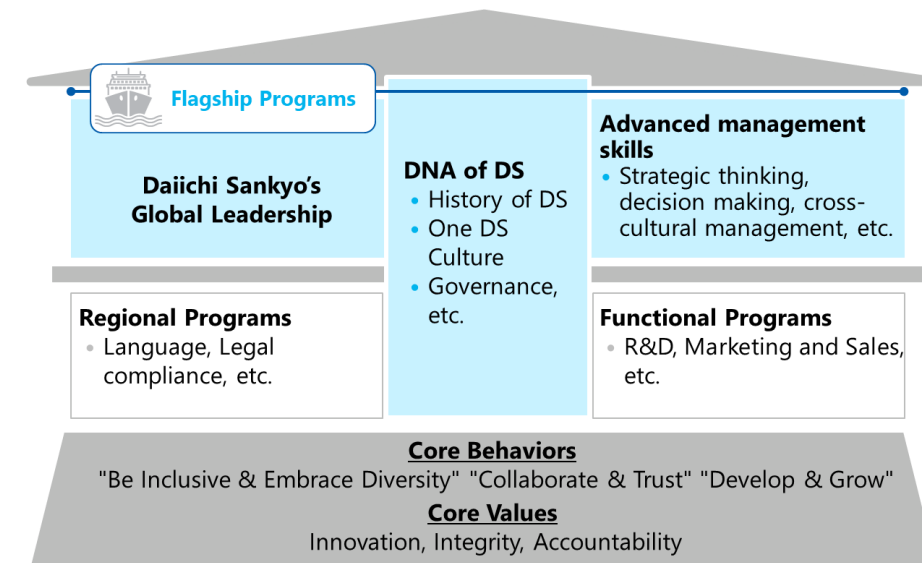 Flagship Programs
Daiichi Sankyo's
Global Leadership
DNA of DS
• History of DS
• One DS
Culture
• Governance,
etc.
Advanced management
skills
• Strategic thinking,
decision making, cross-
cultural management, etc.
Regional Programs
• Language, Legal
compliance, etc.
Functional Programs
• R&D, Marketing and Sales,
etc.
Core Behaviors
"Be Inclusive & Embrace Diversity" "Collaborate & Trust" "Develop & Grow"
Core Values
Innovation, Integrity, Accountability